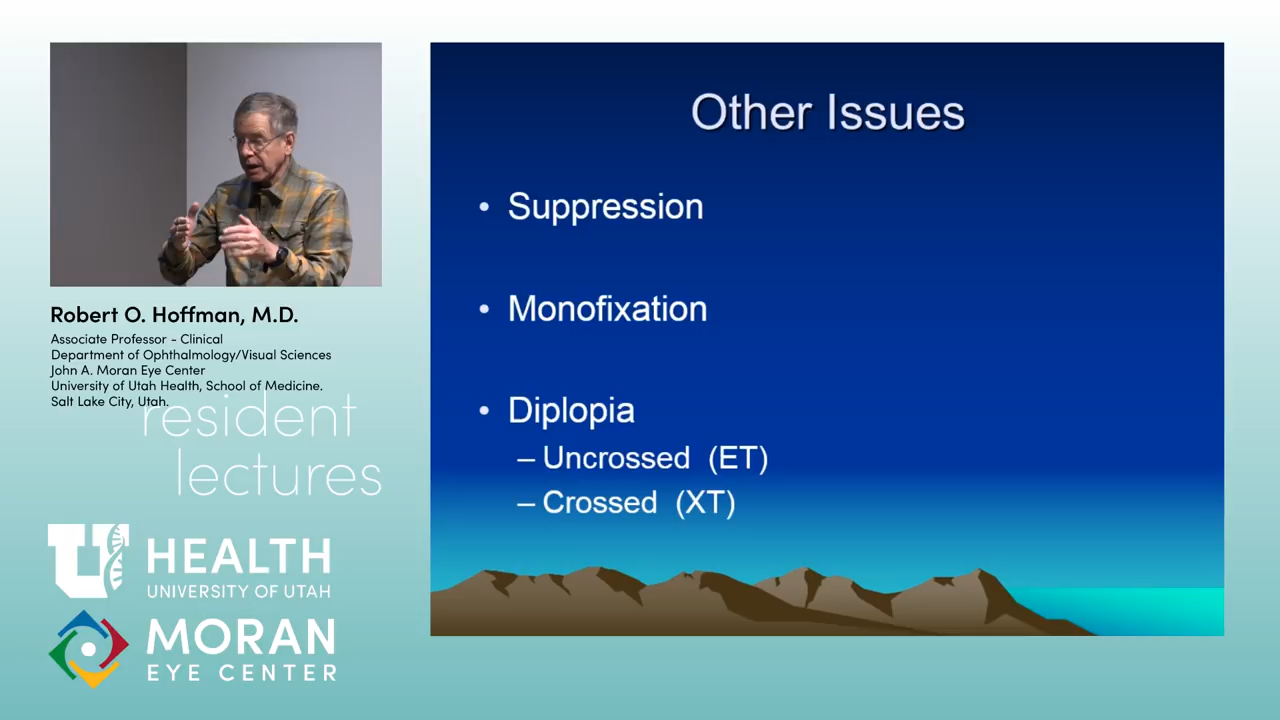 Other Issues
• Suppression
• Monofixation
• Diplopia
– Uncrossed (ET)
– Crossed (XT)
Robert O. Hoffman, M.D.
Associate Professor - Clinical
Department of Ophthalmology/Visual Sciences
John A. Moran Eye Center
University of Utah Health, School of Medicine.
Salt Lake City, Utah.
resident
lectures
U HEALTH
UNIVERSITY OF UTAH
MORAN
EYE CENTER